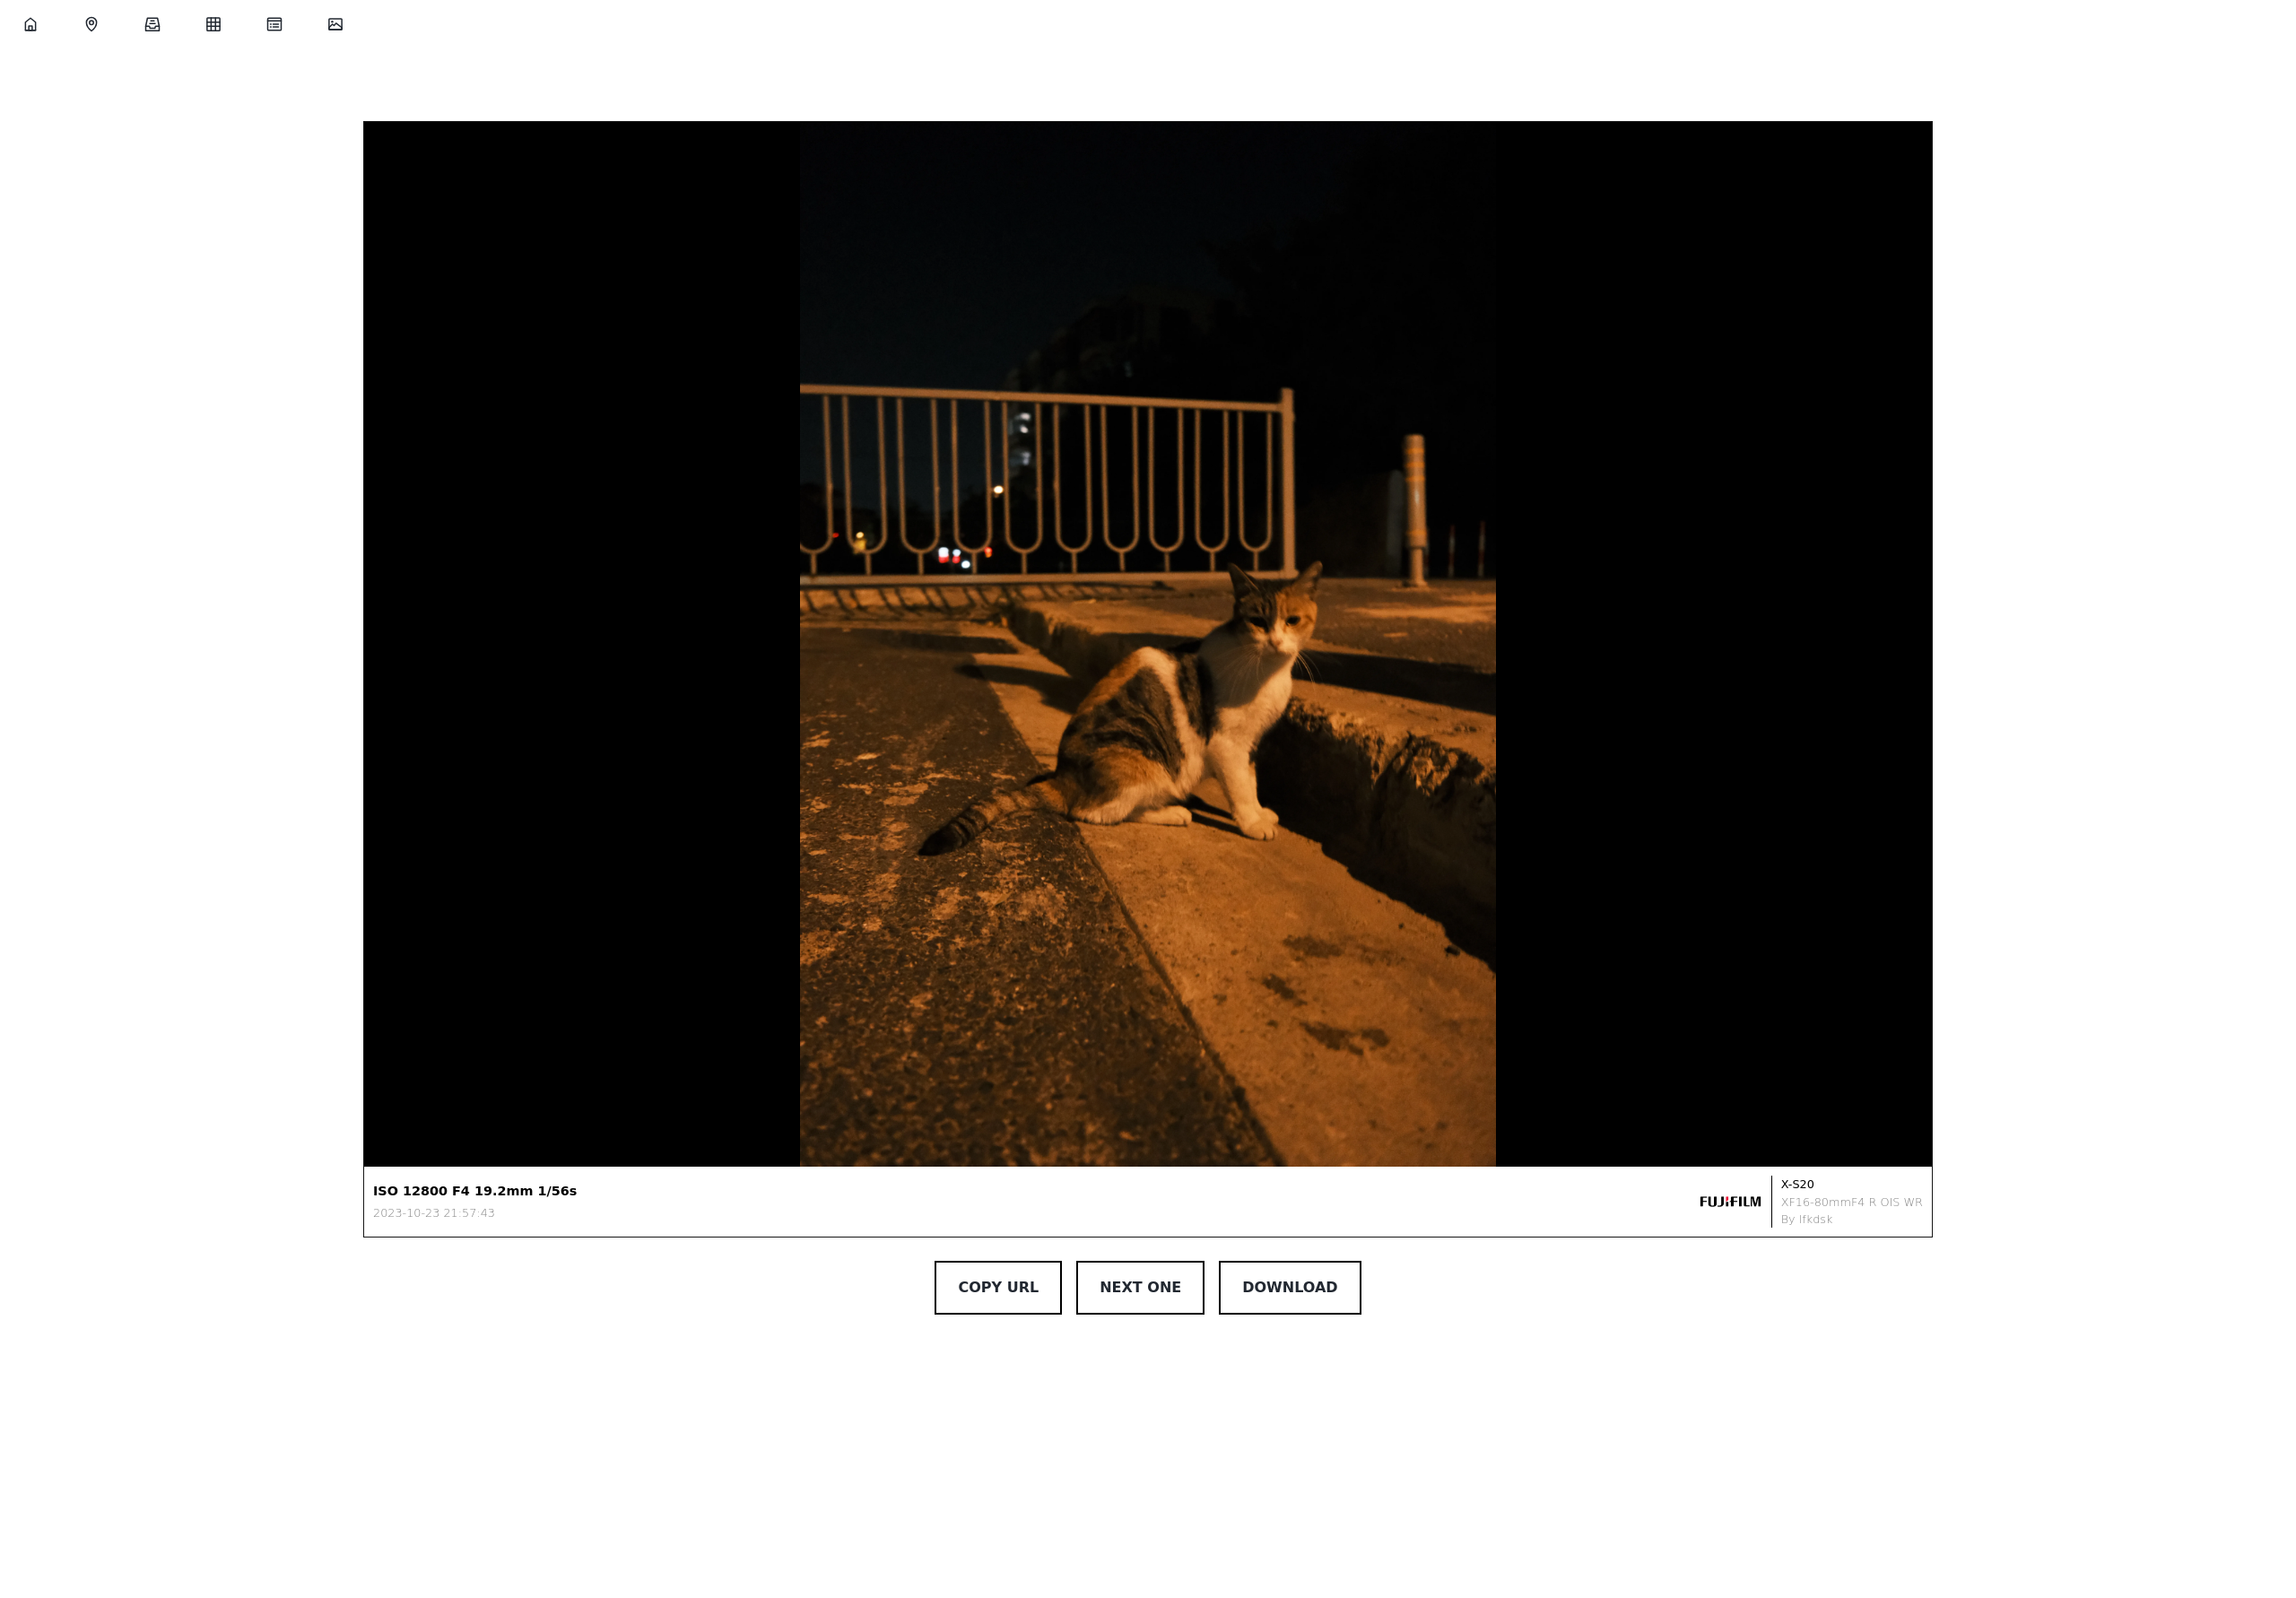 ISO 12800 F4 19.2mm 1/56s
2023-10-23 21:57:43
FUJIFILM
X-S20
XF16-80mmF4 R OIS WR
By lfkdsk
COPY URL
NEXT ONE
DOWNLOAD